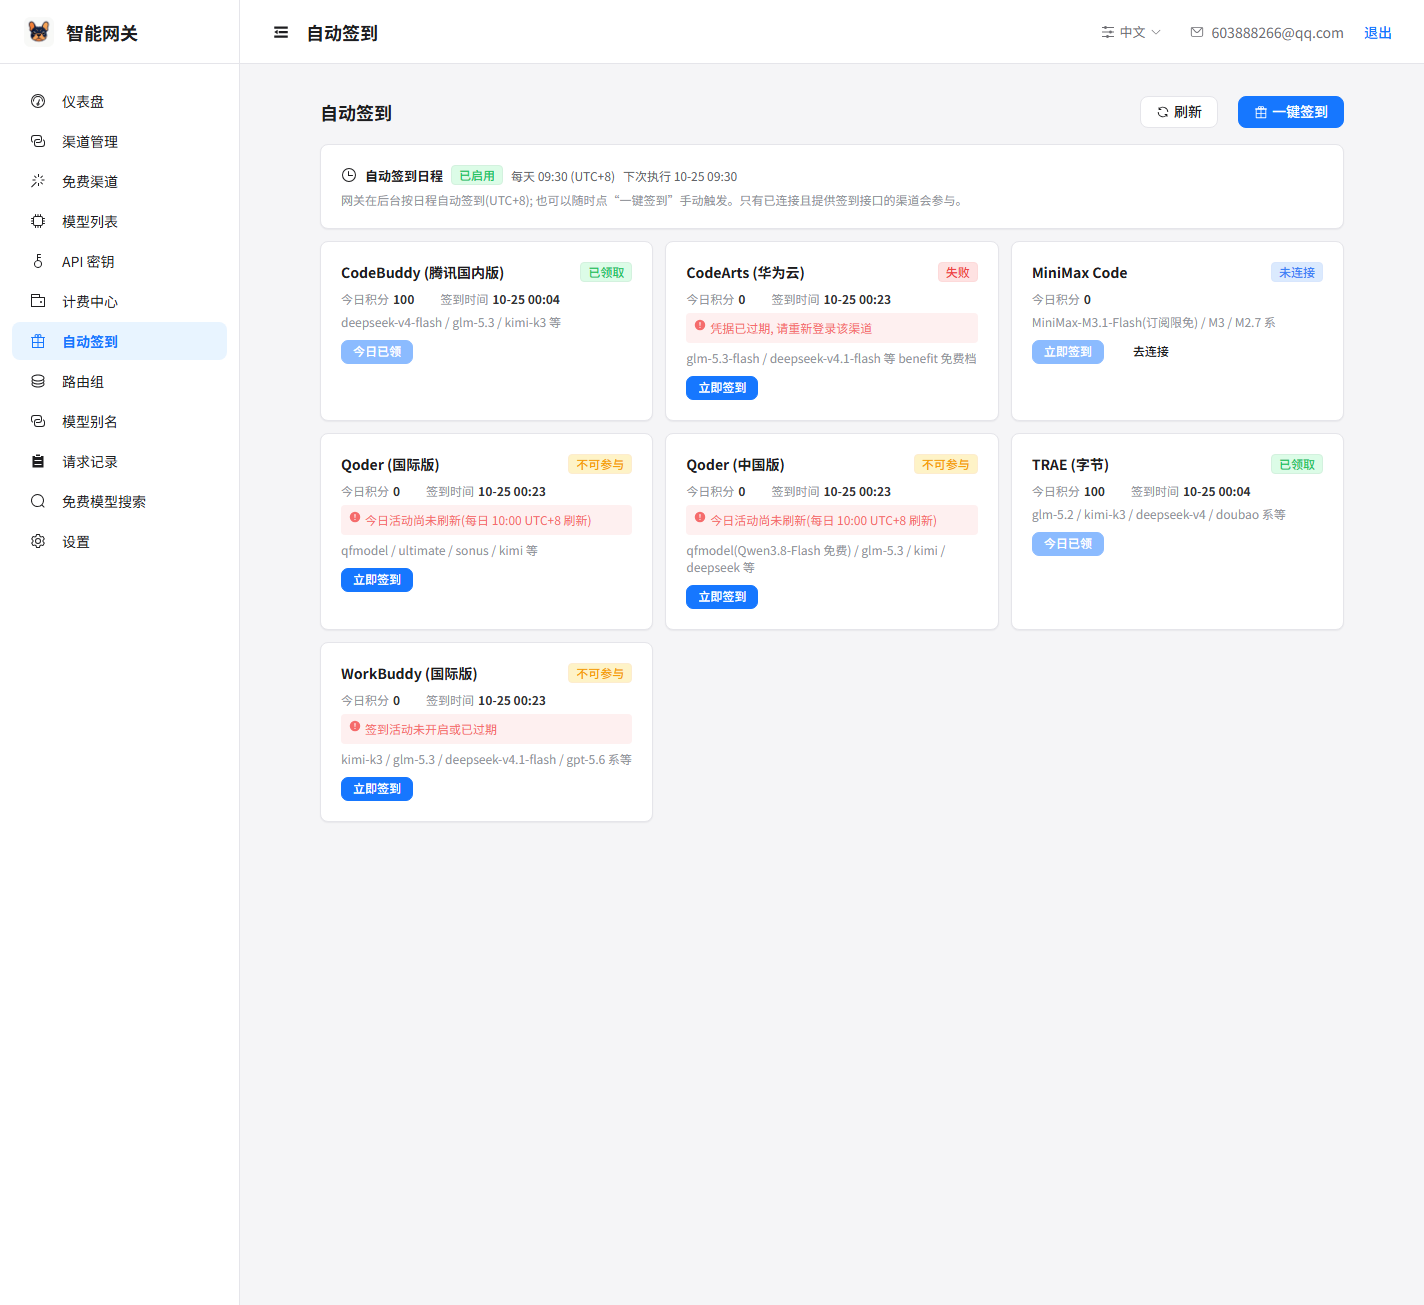 智能网关
自动签到
中文
603888266@qq.com
退出
仪表盘
渠道管理
免费渠道
模型列表
API 密钥
计费中心
自动签到
路由组
模型别名
请求记录
免费模型搜索
设置
自动签到
刷新
一键签到
自动签到日程 已启用 每天 09:30 (UTC+8) 下次执行 10-25 09:30
网关在后台按日程自动签到(UTC+8); 也可以随时点“一键签到”手动触发。只有已连接且提供签到接口的渠道会参与。
CodeBuddy (腾讯国内版) 已领取
今日积分 100 签到时间 10-25 00:04
deepseek-v4-flash / glm-5.3 / kimi-k3 等
今日已领
CodeArts (华为云) 失败
今日积分 0 签到时间 10-25 00:23
凭据已过期, 请重新登录该渠道
glm-5.3-flash / deepseek-v4.1-flash 等 benefit 免费档
立即签到
MiniMax Code 未连接
今日积分 0
MiniMax-M3.1-Flash(订阅限免) / M3 / M2.7 系
立即签到 去连接
Qoder (国际版) 不可参与
今日积分 0 签到时间 10-25 00:23
今日活动尚未刷新(每日 10:00 UTC+8 刷新)
qfmodel / ultimate / sonus / kimi 等
立即签到
Qoder (中国版) 不可参与
今日积分 0 签到时间 10-25 00:23
今日活动尚未刷新(每日 10:00 UTC+8 刷新)
qfmodel(Qwen3.8-Flash 免费) / glm-5.3 / kimi /
deepseek 等
立即签到
TRAE (字节) 已领取
今日积分 100 签到时间 10-25 00:04
glm-5.2 / kimi-k3 / deepseek-v4 / doubao 系等
今日已领
WorkBuddy (国际版) 不可参与
今日积分 0 签到时间 10-25 00:23
签到活动未开启或已过期
kimi-k3 / glm-5.3 / deepseek-v4.1-flash / gpt-5.6 系等
立即签到